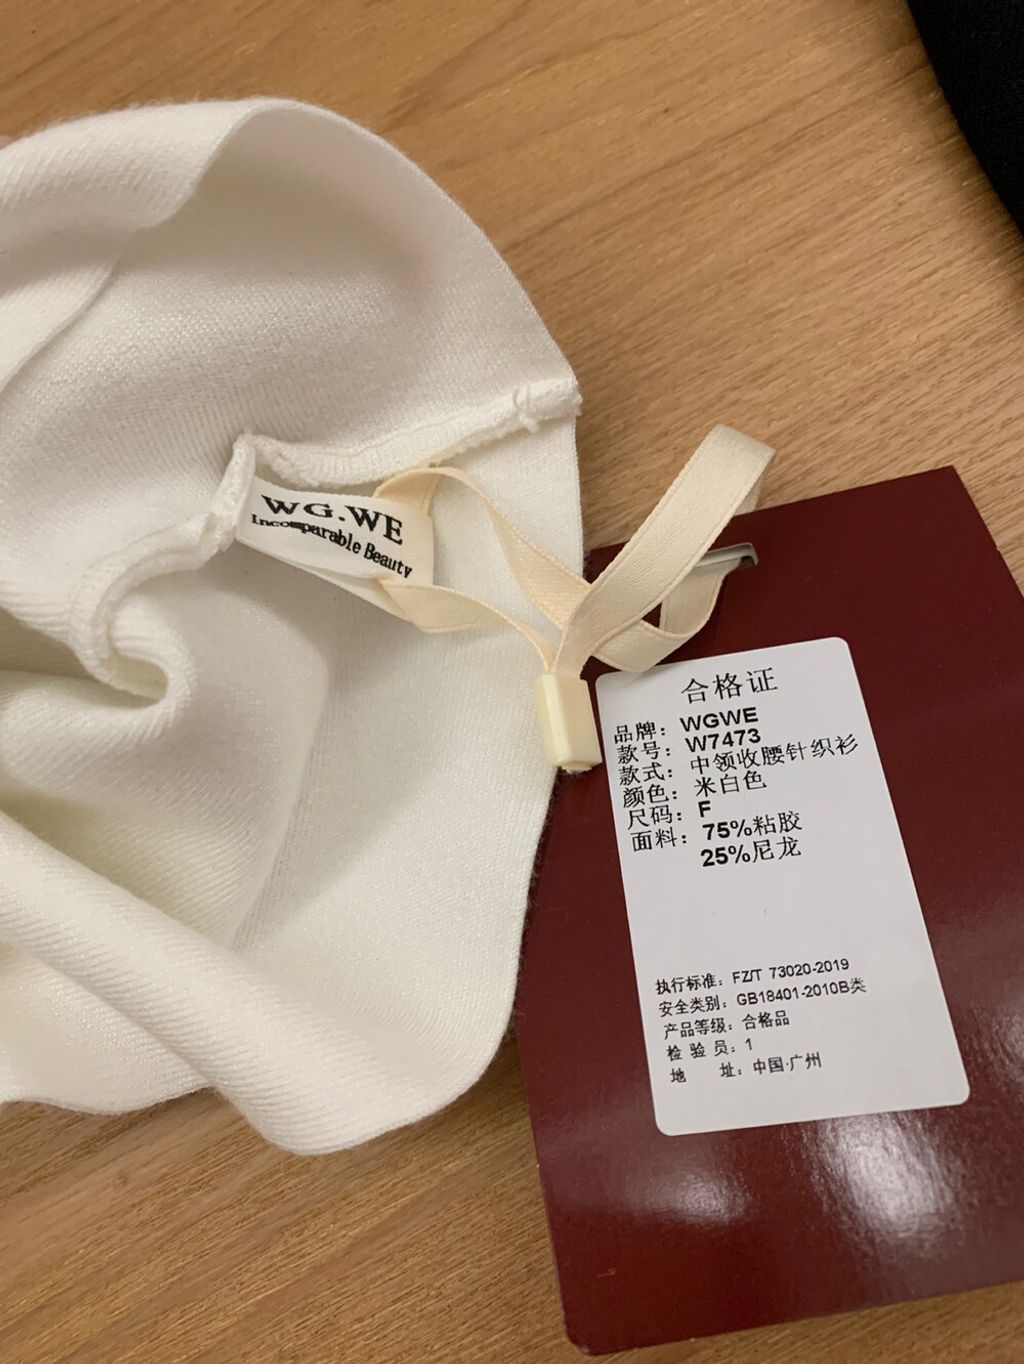 WG.WE
Incomparable Beauty
合格证
品牌：WGWE
款号：W7473
款式：中领收腰针织衫
颜色：米白色
尺码：F
面料：75%粘胶
25%尼龙
执行标准：FZ/T 73020-2019
安全类别：GB18401-2010B类
产品等级：合格品
检 验 员：1
地 址：中国·广州